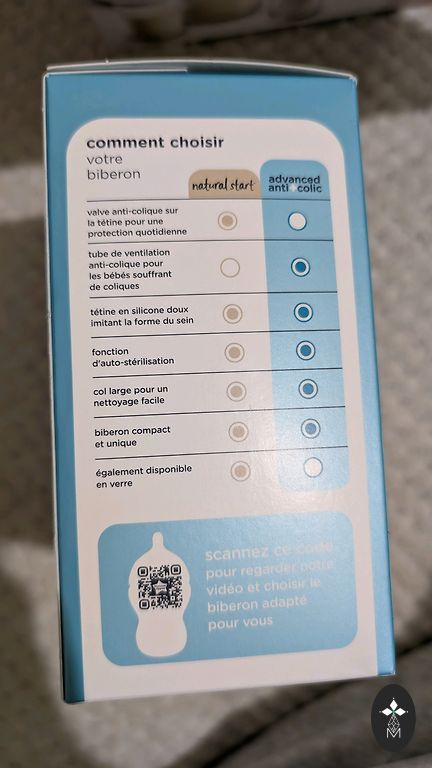 comment choisir
votre
biberon
natural start
advanced
anti-colic
valve anti-colique sur
la tétine pour une
protection quotidienne
tube de ventilation
anti-colique pour
les bébés souffrant
de coliques
tétine en silicone doux
imitant la forme du sein
fonction
d'auto-stérilisation
col large pour un
nettoyage facile
biberon compact
et unique
également disponible
en verre
scannez ce code
pour regarder notre
vidéo et choisir le
biberon adapté
pour vous
M